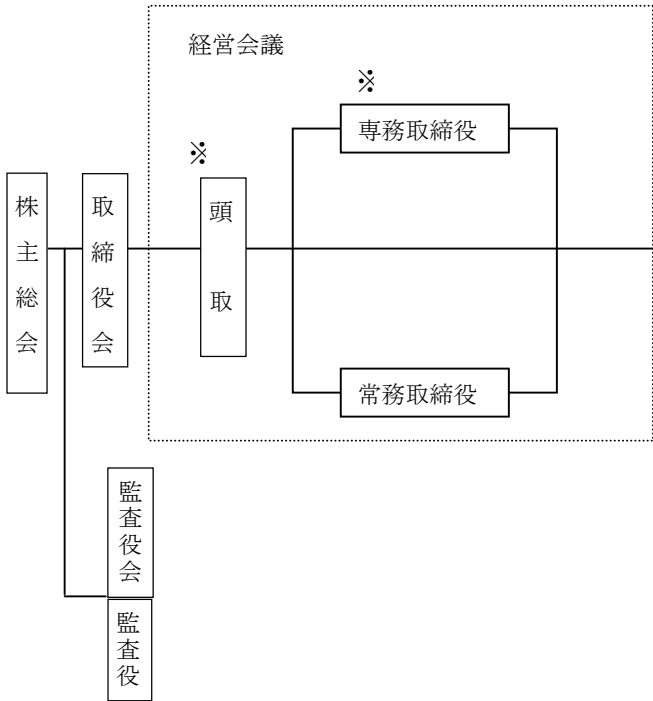 経営会議
※
専務取締役
※
頭取
株主総会
取締役会
常務取締役
監査役会
監査役